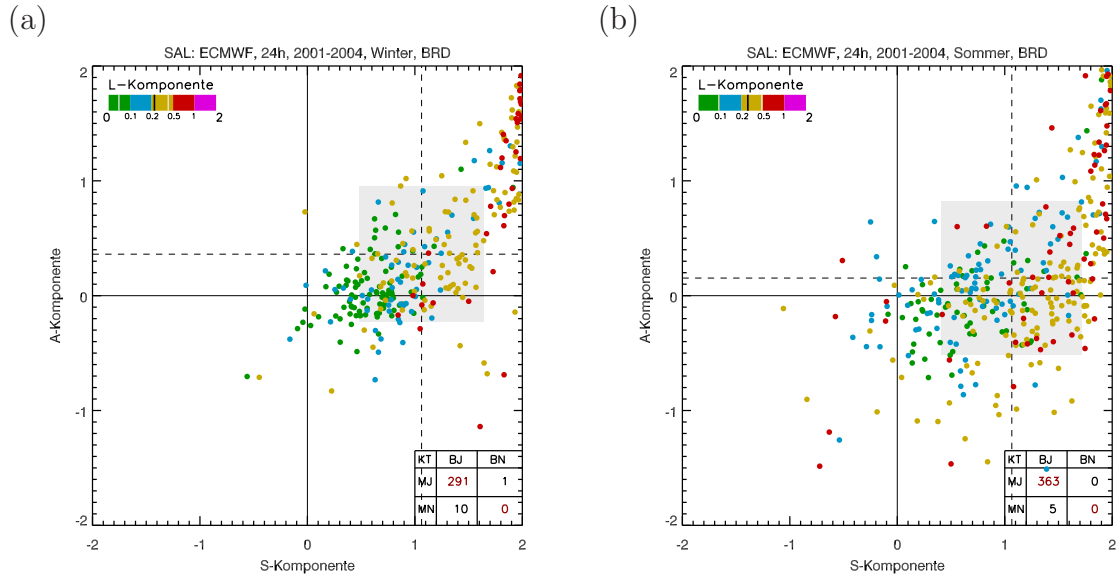 (a)
SAL: ECMWF, 24h, 2001-2004, Winter, BRD
L-Komponente
0 0.1 0.2 0.5 1 2
2
1
0
-1
-2
A-Komponente
KT BJ BN
MJ 291 1
MN 10 0
-2 -1 0 1 2
S-Komponente
(b)
SAL: ECMWF, 24h, 2001-2004, Sommer, BRD
L-Komponente
0 0.1 0.2 0.5 1 2
2
1
0
-1
-2
A-Komponente
KT BJ BN
MJ 363 0
MN 5 0
-2 -1 0 1 2
S-Komponente